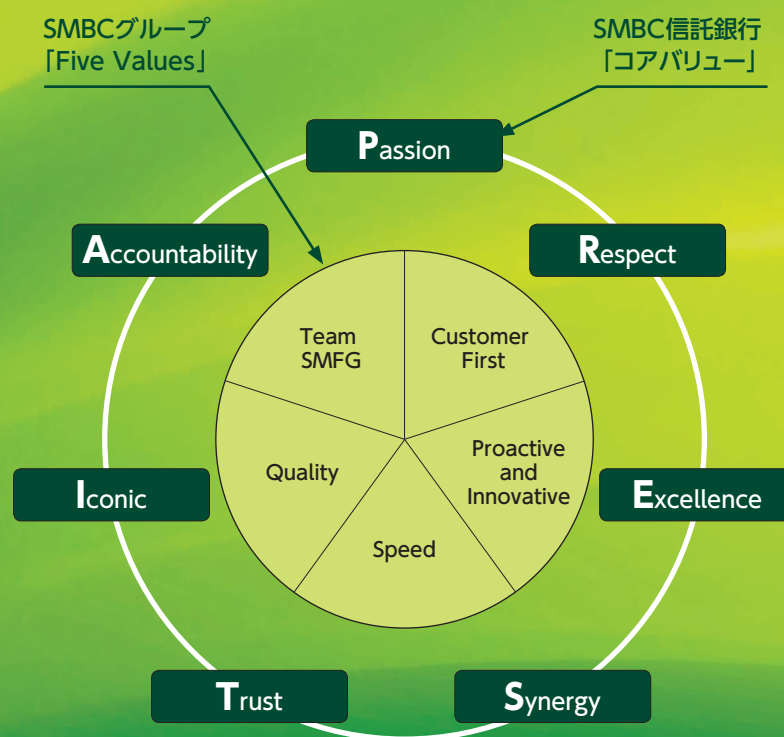 SMBCグループ
「Five Values」
SMBC信託銀行
「コアバリュー」
Passion
Respect
Excellence
Synergy
Trust
Iconic
Accountability
Team
SMFG
Customer
First
Proactive
and
Innovative
Speed
Quality